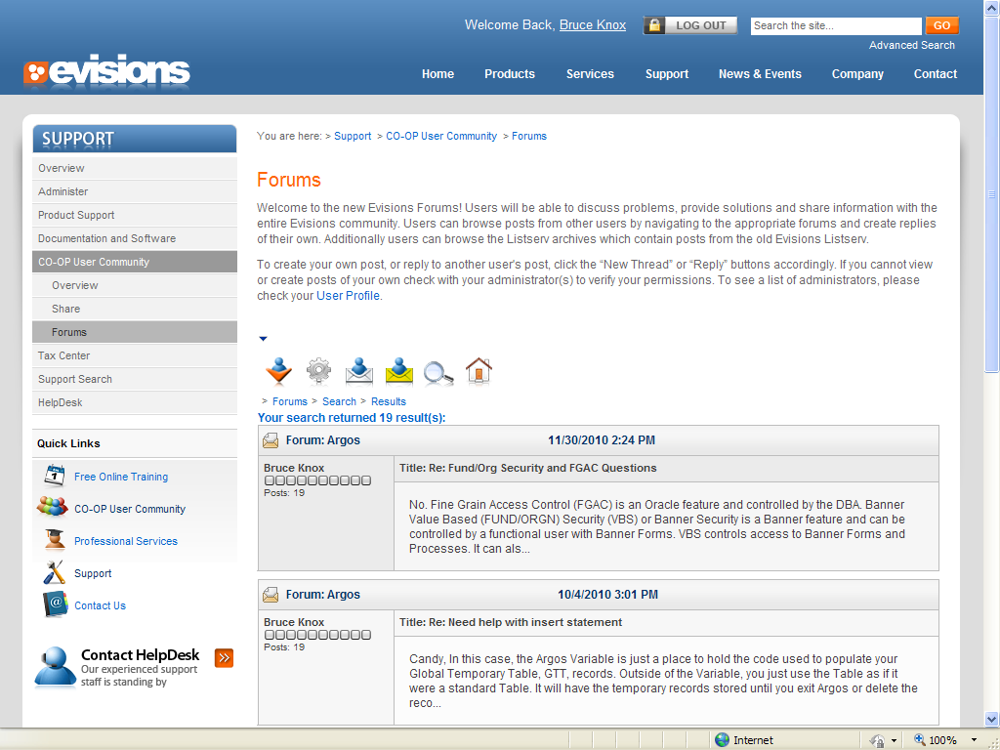 Welcome Back, Bruce Knox
LOG OUT
Search the site...
GO
Advanced Search
evisions
Home Products Services Support News & Events Company Contact
SUPPORT
Overview
Administer
Product Support
Documentation and Software
CO-OP User Community
Overview
Share
Forums
Tax Center
Support Search
HelpDesk
Quick Links
1
Free Online Training
CO-OP User Community
Professional Services
Support
@
Contact Us
Contact HelpDesk
Our experienced support
staff is standing by
You are here: > Support > CO-OP User Community > Forums
Forums
Welcome to the new Evisions Forums! Users will be able to discuss problems, provide solutions and share information with the
entire Evisions community. Users can browse posts from other users by navigating to the appropriate forums and create replies
of their own. Additionally users can browse the Listserv archives which contain posts from the old Evisions Listserv.
To create your own post, or reply to another user's post, click the “New Thread” or “Reply” buttons accordingly. If you cannot view
or create posts of your own check with your administrator(s) to verify your permissions. To see a list of administrators, please
check your User Profile.
> Forums > Search > Results
Your search returned 19 result(s):
Forum: Argos 11/30/2010 2:24 PM
Bruce Knox
Posts: 19
Title: Re: Fund/Org Security and FGAC Questions
No. Fine Grain Access Control (FGAC) is an Oracle feature and controlled by the DBA. Banner
Value Based (FUND/ORGN) Security (VBS) or Banner Security is a Banner feature and can be
controlled by a functional user with Banner Forms. VBS controls access to Banner Forms and
Processes. It can als...
Forum: Argos 10/4/2010 3:01 PM
Bruce Knox
Posts: 19
Title: Re: Need help with insert statement
Candy, In this case, the Argos Variable is just a place to hold the code used to populate your
Global Temporary Table, GTT, records. Outside of the Variable, you just use the Table as if it
were a standard Table. It will have the temporary records stored until you exit Argos or delete the
reco...
Internet
100%